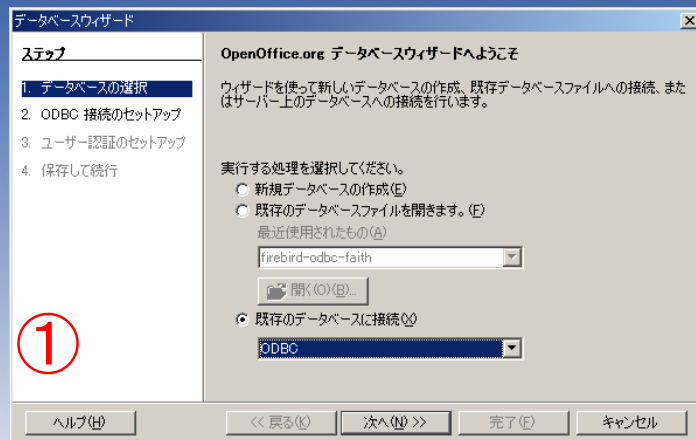 データベースウィザード
ステップ
1. データベースの選択
2. ODBC 接続のセットアップ
3. ユーザー認証のセットアップ
4. 保存して続行
①
OpenOffice.org データベースウィザードへようこそ
ウィザードを使って新しいデータベースの作成、既存データベースファイルへの接続、また
はサーバー上のデータベースへの接続を行います。
実行する処理を選択してください。
新規データベースの作成(E)
既存のデータベースファイルを開きます。(F)
最近使用されたもの(A)
firebird-odbc-faith
開く(O)(B)...
既存のデータベースに接続(X)
ODBC
ヘルプ(H)
<< 戻る(K)
次へ(N) >>
完了(F)
キャンセル